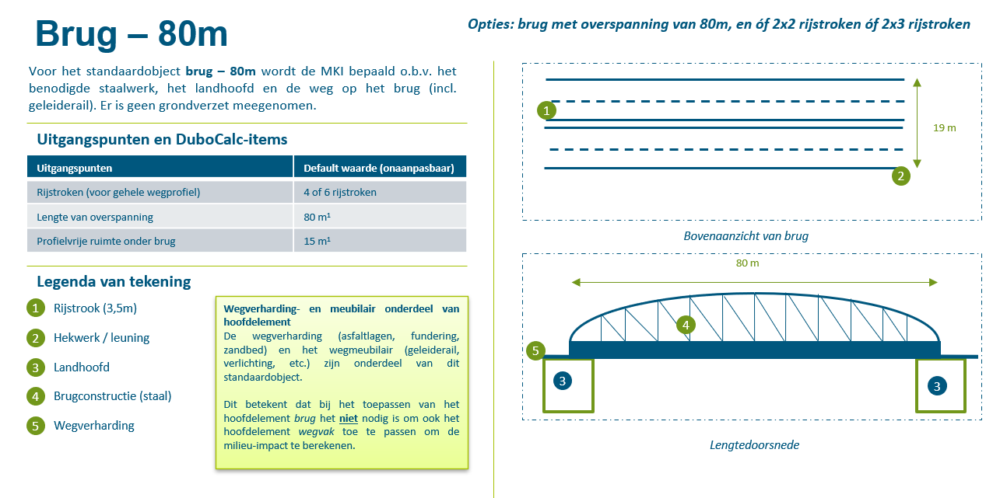 Brug – 80m
Opties: brug met overspanning van 80m, en óf 2x2 rijstroken óf 2x3 rijstroken
Voor het standaardobject brug – 80m wordt de MKI bepaald o.b.v. het
benodigde staalwerk, het landhoofd en de weg op het brug (incl.
geleiderail). Er is geen grondverzet meegenomen.
Uitgangspunten en DuboCalc-items
Uitgangspunten Default waarde (onaanpasbaar)
Rijstroken (voor gehele wegprofiel) 4 of 6 rijstroken
Lengte van overspanning 80 m¹
Profielvrije ruimte onder brug 15 m¹
Legenda van tekening
1 Rijstrook (3,5m)
2 Hekwerk / leuning
3 Landhoofd
4 Brugconstructie (staal)
5 Wegverharding
Wegverharding- en meubilair onderdeel van
hoofdelement
De wegverharding (asfaltlagen, fundering,
zandbed) en het wegmeubilair (geleiderail,
verlichting, etc.) zijn onderdeel van dit
standaardobject.
Dit betekent dat bij het toepassen van het
hoofdelement brug het niet nodig is om ook het
hoofdelement wegvak toe te passen om de
milieu-impact te berekenen.
1
19 m
2
Bovenaanzicht van brug
80 m
4
5
3
3
Lengtedoorsnede